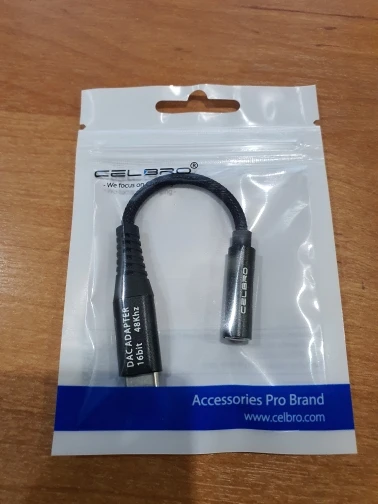 CELBRO®
- We focus on
CELBRO
DAC ADAPTER
16bit 48Khz
Accessories Pro Brand
www.celbro.com